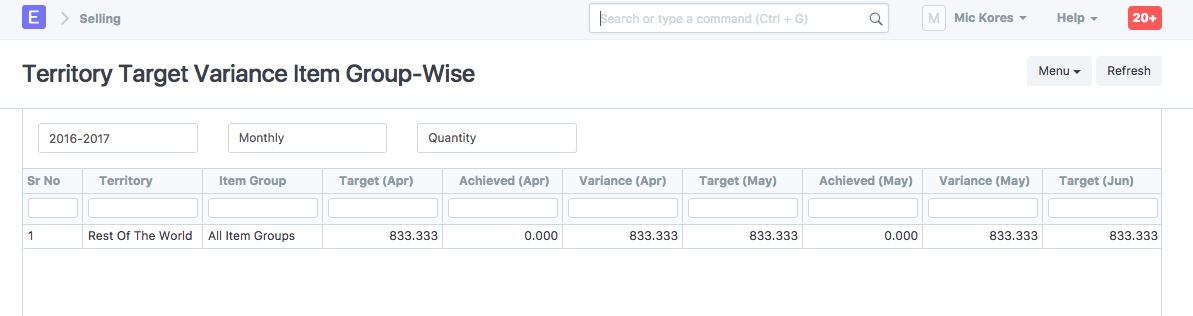 E Selling Search or type a command (Ctrl + G) M Mic Kores Help 20+
Territory Target Variance Item Group-Wise Menu Refresh
2016-2017 Monthly Quantity
Sr No Territory Item Group Target (Apr) Achieved (Apr) Variance (Apr) Target (May) Achieved (May) Variance (May) Target (Jun)
1 Rest Of The World All Item Groups 833.333 0.000 833.333 833.333 0.000 833.333 833.333